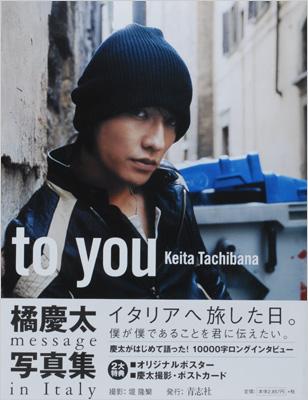 to you Keita Tachibana
橘慶太
message
写真集
in Italy
イタリアへ旅した日。
僕が僕であることを君に伝えたい。
慶太がはじめて語った!10000字ロングインタビュー
2大特典
■オリジナルポスター
■慶太撮影・ポストカード
発行:青志社